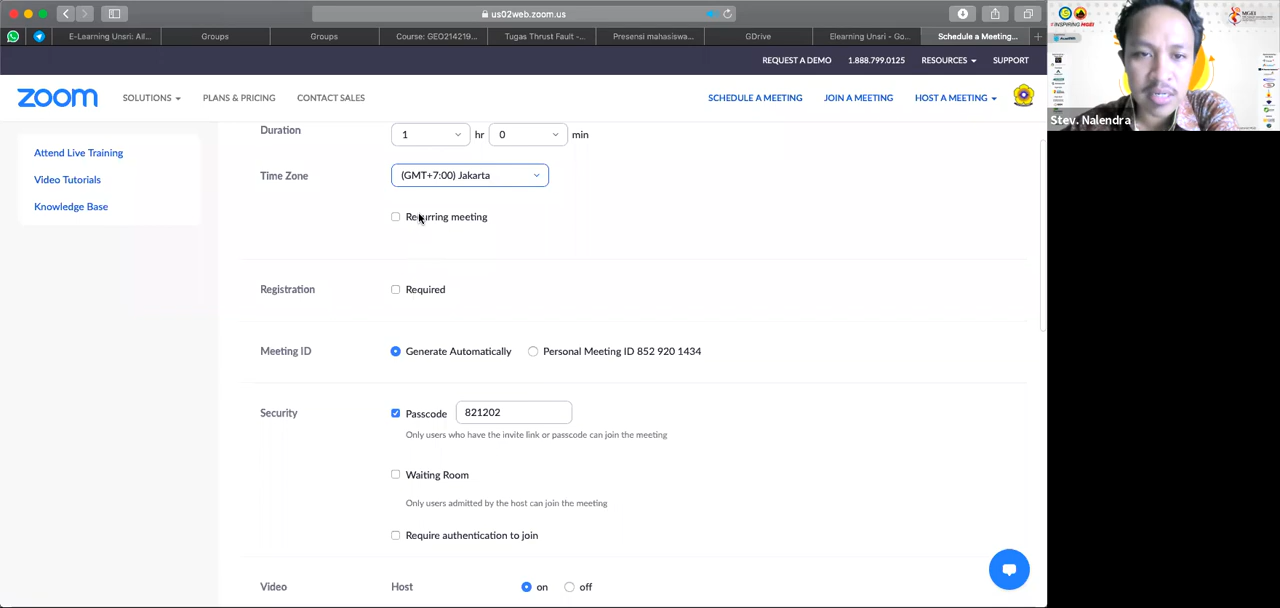 us02web.zoom.us
E-Learning Unsri: Ali...
Groups
Groups
Course: GEO214219...
Tugas Thrust Fault -...
Presensi mahasiswa...
GDrive
Elearning Unsri - Go...
Schedule a Meeting...
REQUEST A DEMO
1.888.799.0125
RESOURCES
SUPPORT
zoom
SOLUTIONS
PLANS & PRICING
CONTACT SALES
SCHEDULE A MEETING
JOIN A MEETING
HOST A MEETING
Attend Live Training
Video Tutorials
Knowledge Base
Duration
1
hr
0
min
Time Zone
(GMT+7:00) Jakarta
Recurring meeting
Registration
Required
Meeting ID
Generate Automatically
Personal Meeting ID 852 920 1434
Security
Passcode
821202
Only users who have the invite link or passcode can join the meeting
Waiting Room
Only users admitted by the host can join the meeting
Require authentication to join
Video
Host
on
off
Stev. Nalendra